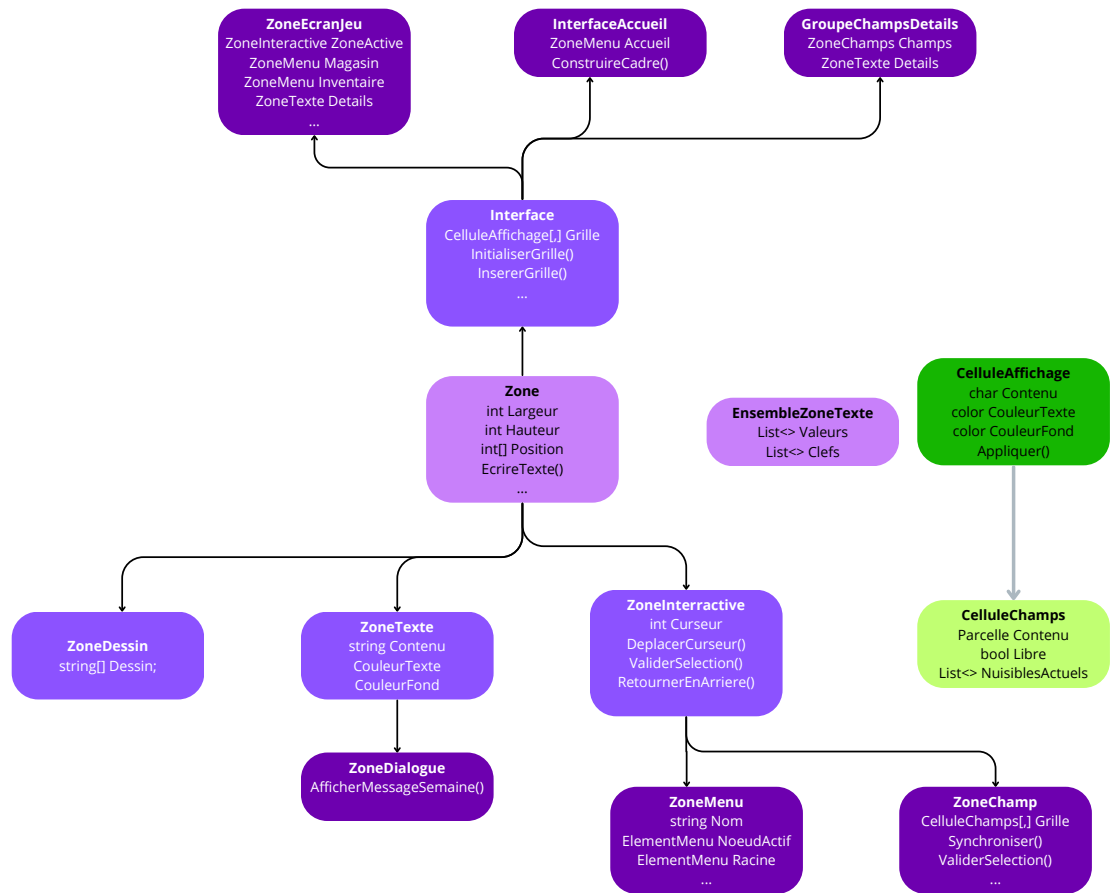 ZoneEcranJeu
ZoneInteractive ZoneActive
ZoneMenu Magasin
ZoneMenu Inventaire
ZoneTexte Details
...
InterfaceAccueil
ZoneMenu Accueil
ConstruireCadre()
GroupeChampsDetails
ZoneChamps Champs
ZoneTexte Details
Interface
CelluleAffichage[,] Grille
InitialiserGrille()
InsererGrille()
...
Zone
int Largeur
int Hauteur
int[] Position
EcrireTexte()
...
EnsembleZoneTexte
List<> Valeurs
List<> Clefs
CelluleAffichage
char Contenu
color CouleurTexte
color CouleurFond
Appliquer()
ZoneDessin
string[] Dessin;
ZoneTexte
string Contenu
CouleurTexte
CouleurFond
ZoneInterractive
int Curseur
DeplacerCurseur()
ValiderSelection()
RetournerEnArriere()
CelluleChamps
Parcelle Contenu
bool Libre
List<> NuisiblesActuels
ZoneDialogue
AfficherMessageSemaine()
ZoneMenu
string Nom
ElementMenu NoeudActif
ElementMenu Racine
...
ZoneChamp
CelluleChamps[,] Grille
Synchroniser()
ValiderSelection()
...